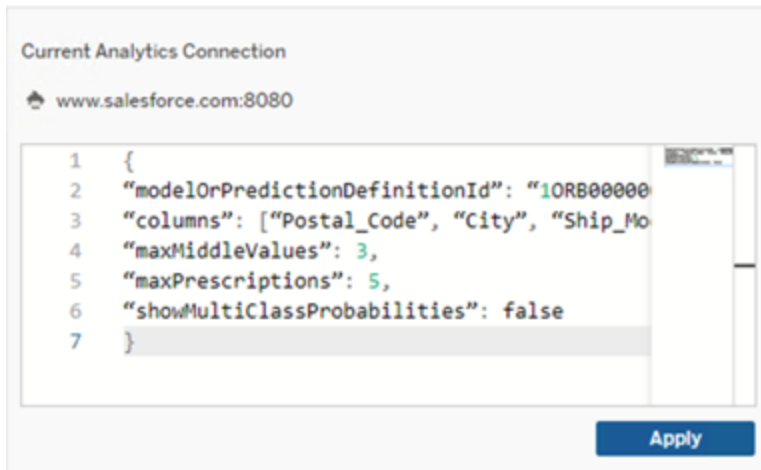 Current Analytics Connection
www.salesforce.com:8080
1 {
2 “modelOrPredictionDefinitionId”: “1ORB00000
3 “columns”: [“Postal_Code”, “City”, “Ship_Mo
4 “maxMiddleValues”: 3,
5 “maxPrescriptions”: 5,
6 “showMultiClassProbabilities”: false
7 }
Apply